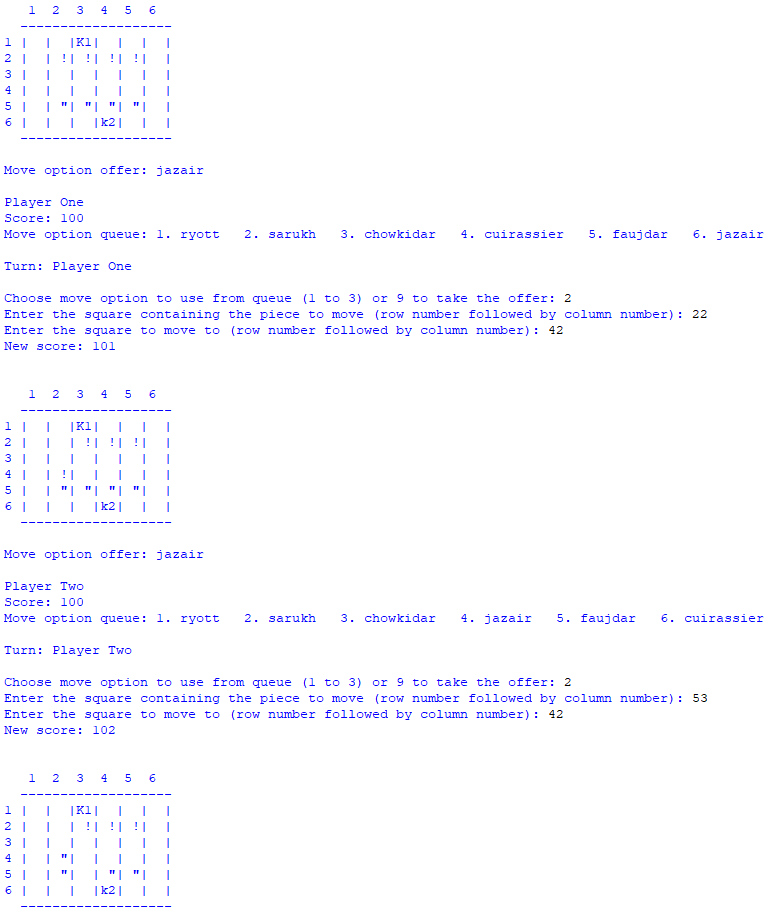 1  2  3  4  5  6
  -------------------
1 |  |  |K1|  |  |  |
2 |  | !| !| !| !|  |
3 |  |  |  |  |  |  |
4 |  |  |  |  |  |  |
5 |  | "| "| "| "|  |
6 |  |  |  |k2|  |  |
  -------------------
Move option offer: jazair
Player One
Score: 100
Move option queue: 1. ryott   2. sarukh   3. chowkidar   4. cuirassier   5. faujdar   6. jazair
Turn: Player One
Choose move option to use from queue (1 to 3) or 9 to take the offer: 2
Enter the square containing the piece to move (row number followed by column number): 22
Enter the square to move to (row number followed by column number): 42
New score: 101
   1  2  3  4  5  6
  -------------------
1 |  |  |K1|  |  |  |
2 |  |  | !| !| !|  |
3 |  |  |  |  |  |  |
4 |  | !|  |  |  |  |
5 |  | "| "| "| "|  |
6 |  |  |  |k2|  |  |
  -------------------
Move option offer: jazair
Player Two
Score: 100
Move option queue: 1. ryott   2. sarukh   3. chowkidar   4. jazair   5. faujdar   6. cuirassier
Turn: Player Two
Choose move option to use from queue (1 to 3) or 9 to take the offer: 2
Enter the square containing the piece to move (row number followed by column number): 53
Enter the square to move to (row number followed by column number): 42
New score: 102
   1  2  3  4  5  6
  -------------------
1 |  |  |K1|  |  |  |
2 |  |  | !| !| !|  |
3 |  |  |  |  |  |  |
4 |  | "|  |  |  |  |
5 |  | "|  | "| "|  |
6 |  |  |  |k2|  |  |
  -------------------